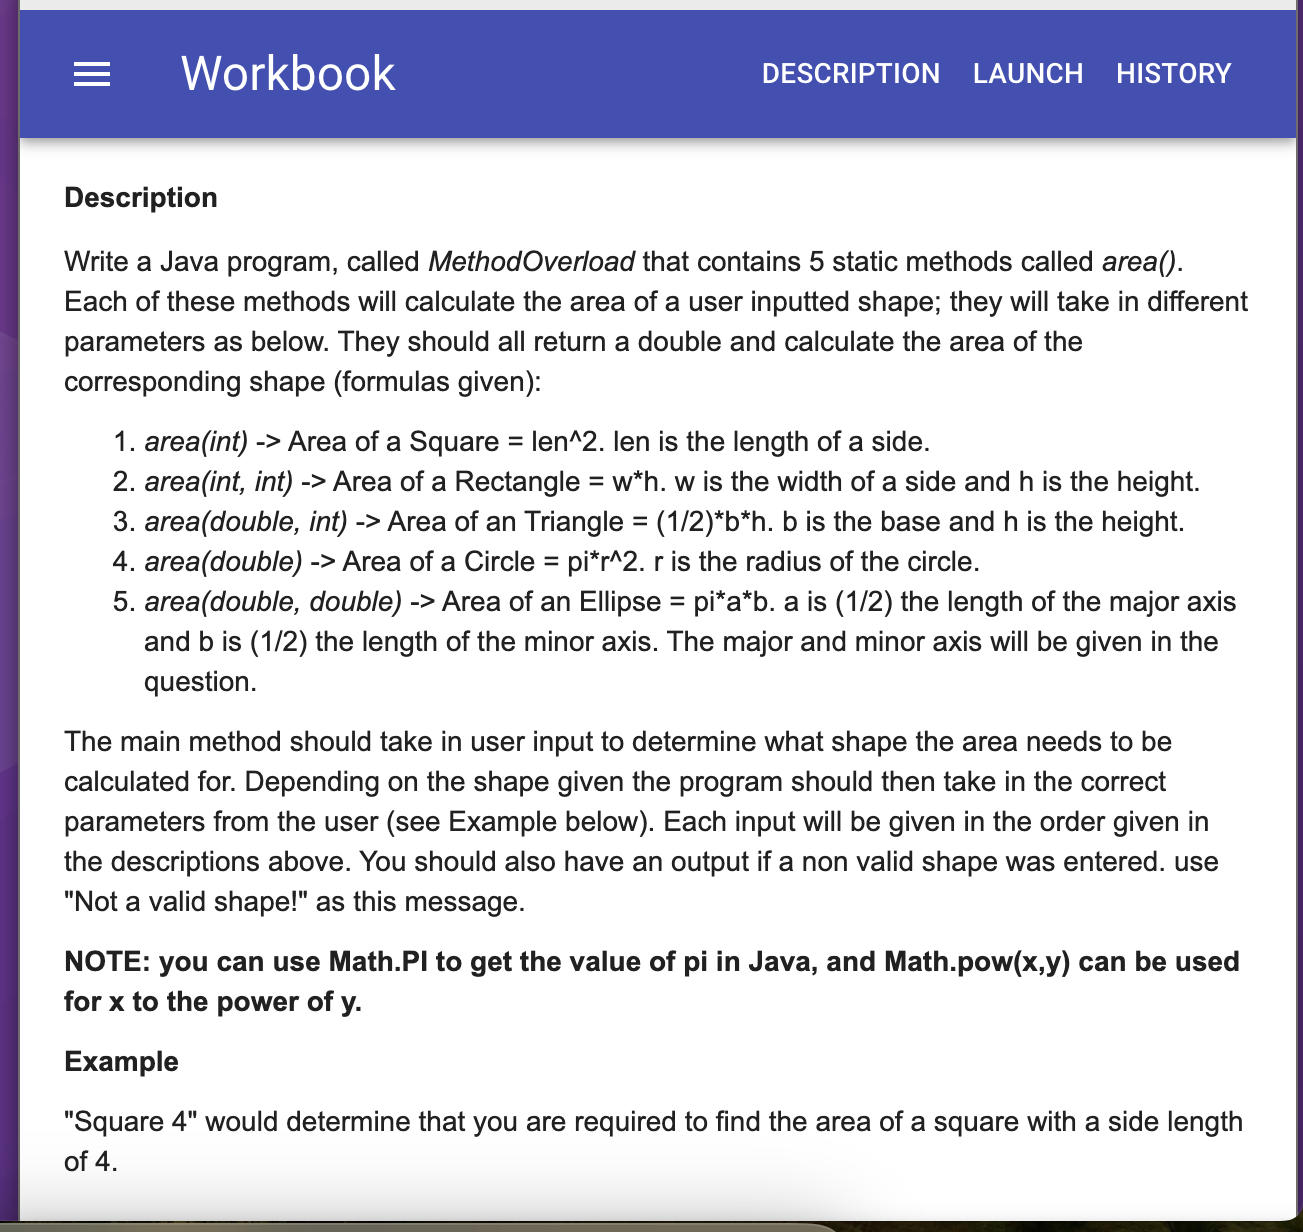 Workbook
DESCRIPTION LAUNCH HISTORY
Description
Write a Java program, called MethodOverload that contains 5 static methods called area().
Each of these methods will calculate the area of a user inputted shape; they will take in different
parameters as below. They should all return a double and calculate the area of the
corresponding shape (formulas given):
1. area(int) -> Area of a Square = len^2. len is the length of a side.
2. area(int, int) -> Area of a Rectangle = w*h. w is the width of a side and h is the height.
3. area(double, int) -> Area of an Triangle = (1/2)*b*h. b is the base and h is the height.
4. area(double) -> Area of a Circle = pi*r^2. r is the radius of the circle.
5. area(double, double) -> Area of an Ellipse = pi*a*b. a is (1/2) the length of the major axis
and b is (1/2) the length of the minor axis. The major and minor axis will be given in the
question.
The main method should take in user input to determine what shape the area needs to be
calculated for. Depending on the shape given the program should then take in the correct
parameters from the user (see Example below). Each input will be given in the order given in
the descriptions above. You should also have an output if a non valid shape was entered. use
"Not a valid shape!" as this message.
NOTE: you can use Math.PI to get the value of pi in Java, and Math.pow(x,y) can be used
for x to the power of y.
Example
"Square 4" would determine that you are required to find the area of a square with a side length
of 4.